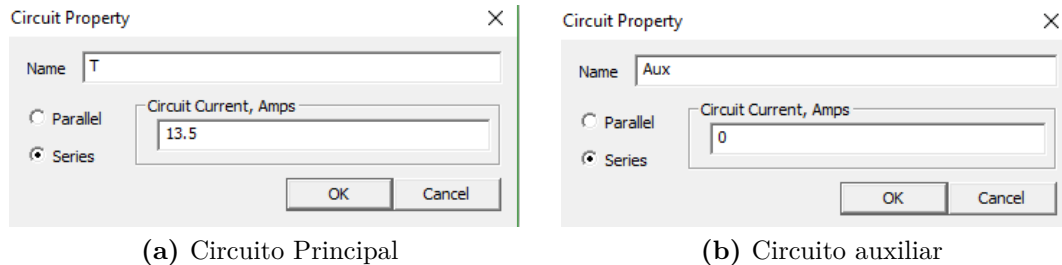 Circuit Property
Name T
Parallel
Series
Circuit Current, Amps
13.5
OK Cancel
(a) Circuito Principal
Circuit Property
Name Aux
Parallel
Series
Circuit Current, Amps
0
OK Cancel
(b) Circuito auxiliar